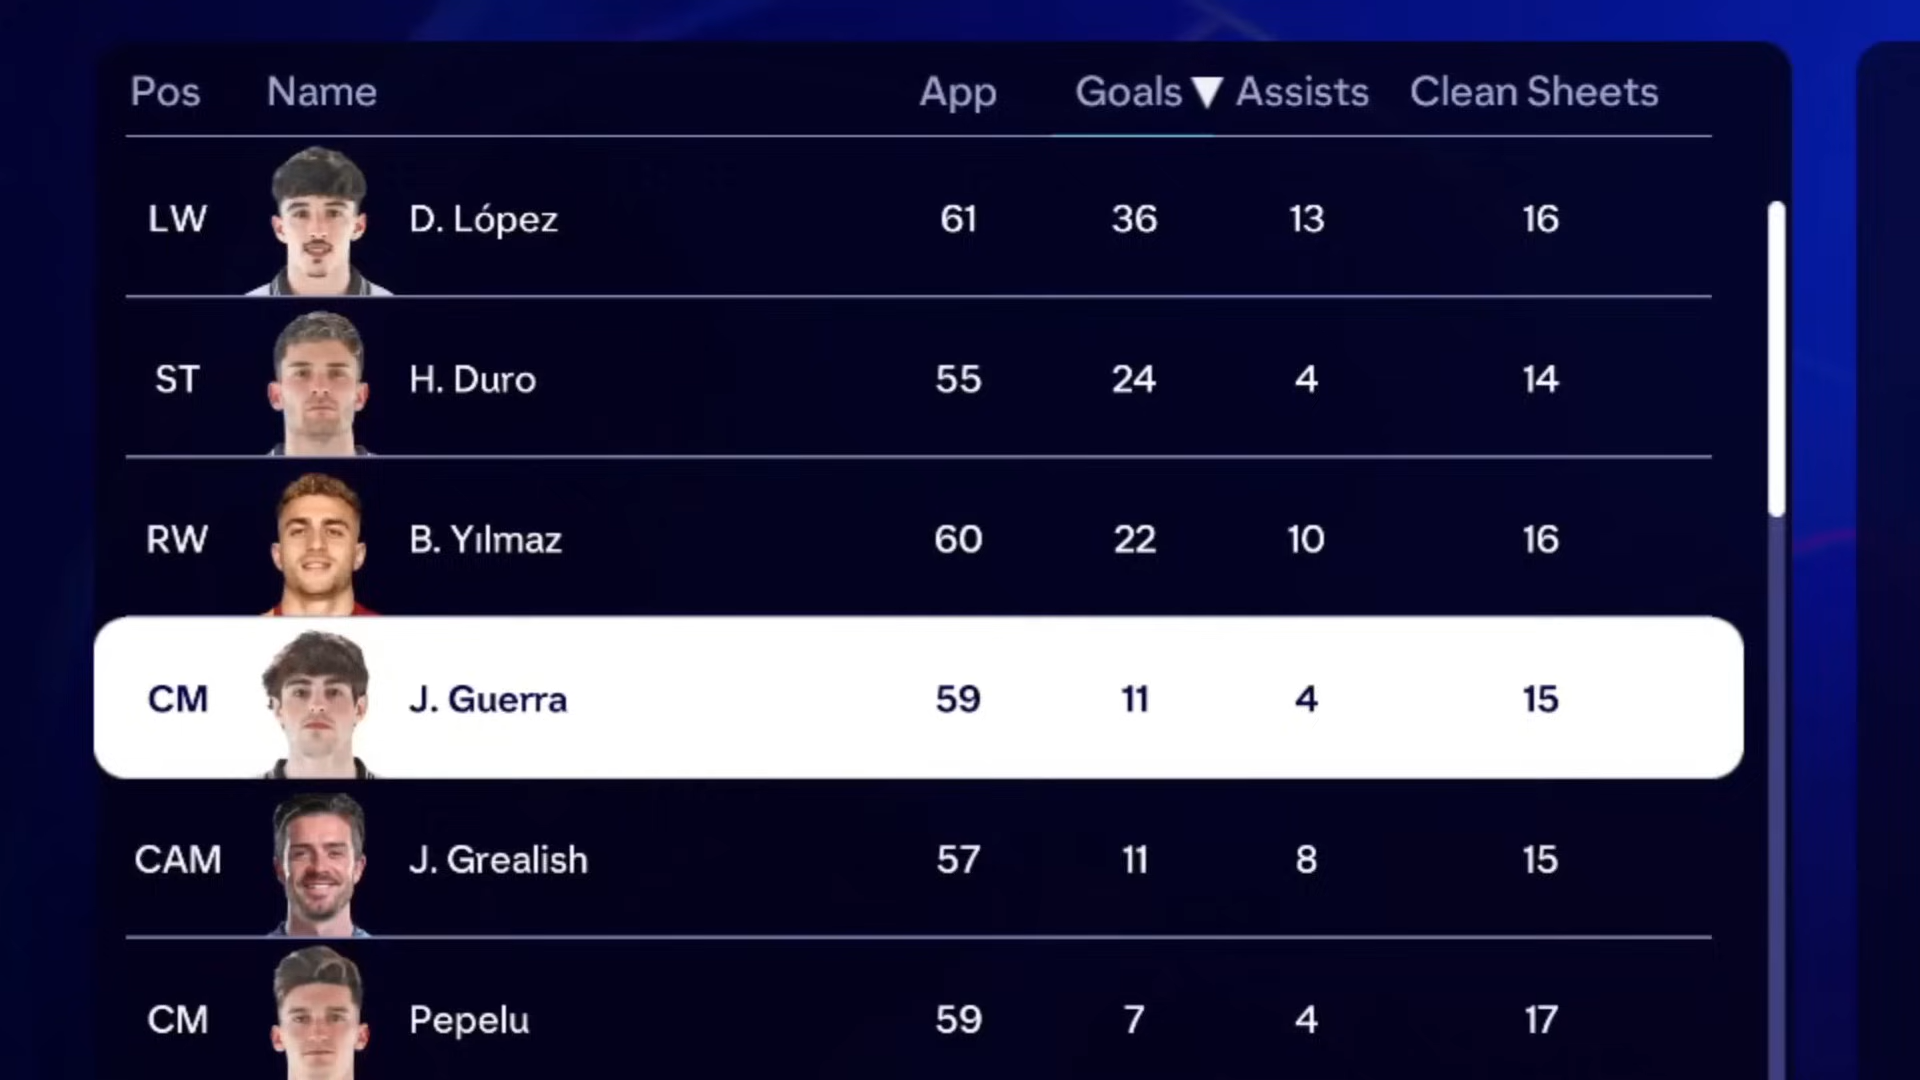 Pos Name App Goals Assists Clean Sheets
LW D. López 61 36 13 16
ST H. Duro 55 24 4 14
RW B. Yılmaz 60 22 10 16
CM J. Guerra 59 11 4 15
CAM J. Grealish 57 11 8 15
CM Pepelu 59 7 4 17